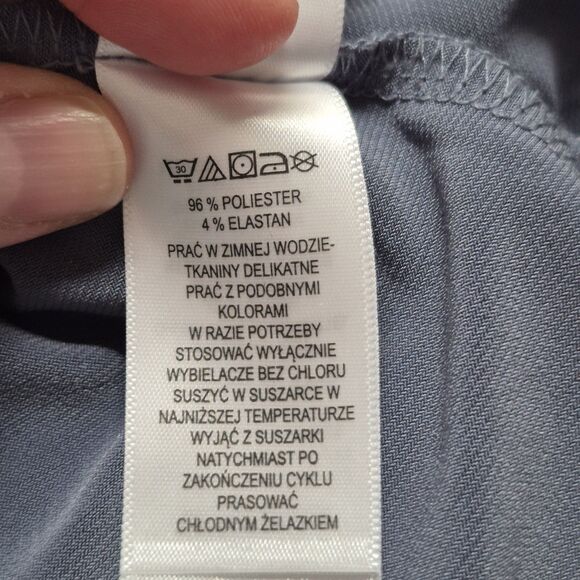 30
96 % POLIESTER
4 % ELASTAN
PRAĆ W ZIMNEJ WODZIE-
TKANINY DELIKATNE
PRAĆ Z PODOBNYMI
KOLORAMI
W RAZIE POTRZEBY
STOSOWAĆ WYŁĄCZNIE
WYBIELACZE BEZ CHLORU
SUSZYĆ W SUSZARCE W
NAJNIŻSZEJ TEMPERATURZE
WYJĄĆ Z SUSZARKI
NATYCHMIAST PO
ZAKOŃCZENIU CYKLU
PRASOWAĆ
CHŁODNYM ŻELAZKIEM